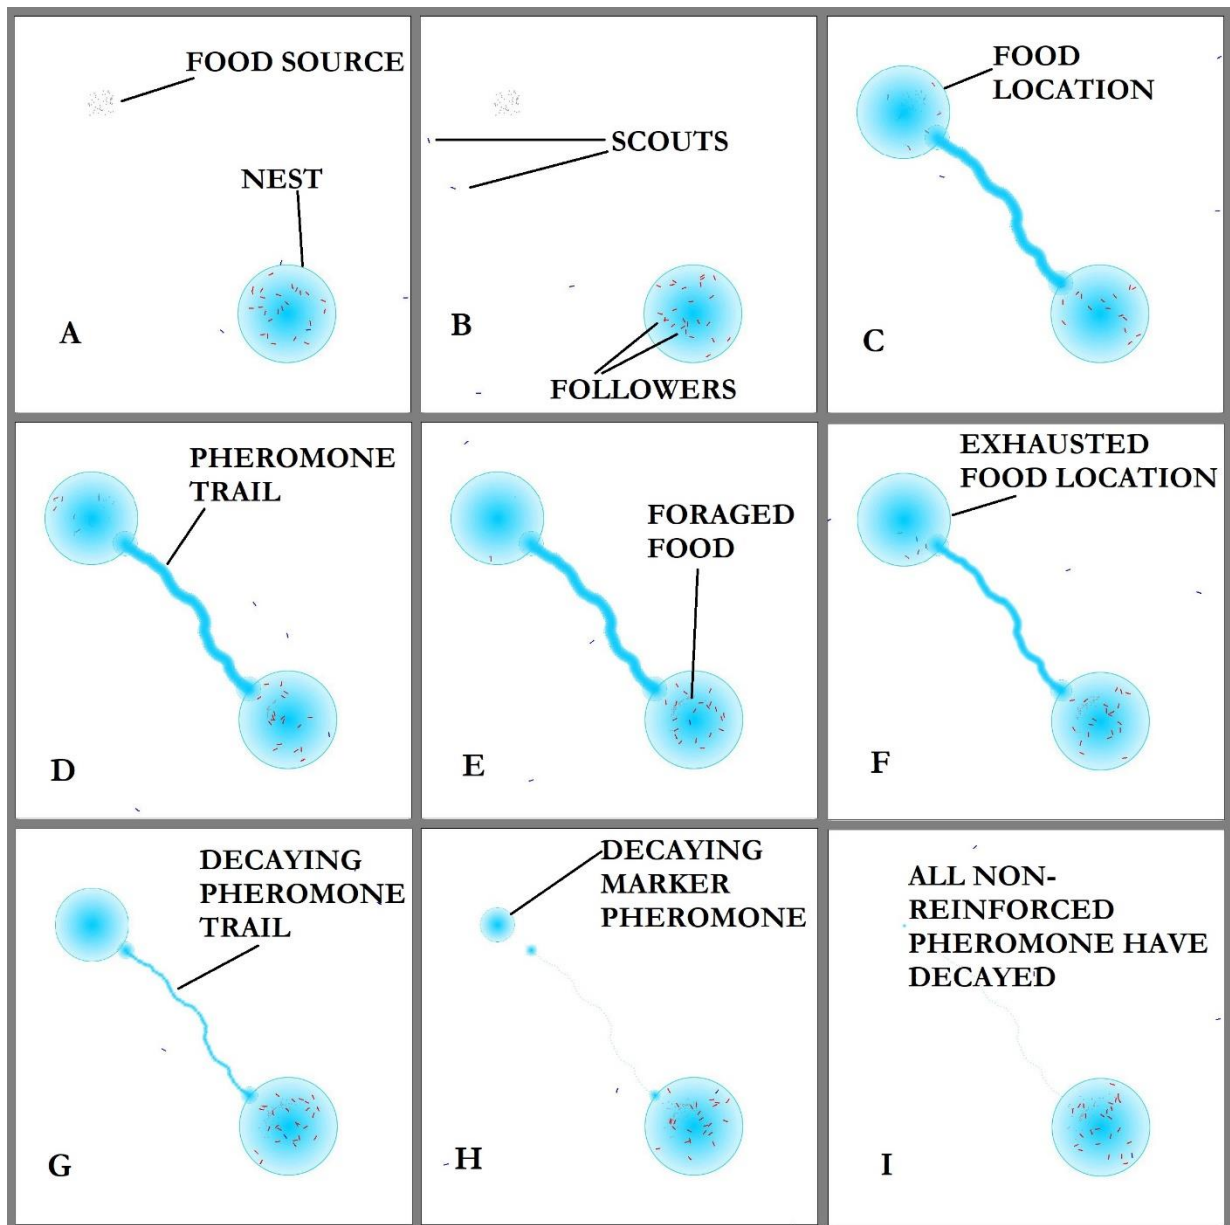 FOOD SOURCE
NEST
A
SCOUTS
FOLLOWERS
B
FOOD
LOCATION
C
PHEROMONE
TRAIL
D
FORAGED
FOOD
E
EXHAUSTED
FOOD LOCATION
F
DECAYING
PHEROMONE
TRAIL
G
DECAYING
MARKER
PHEROMONE
H
ALL NON-
REINFORCED
PHEROMONE HAVE
DECAYED
I